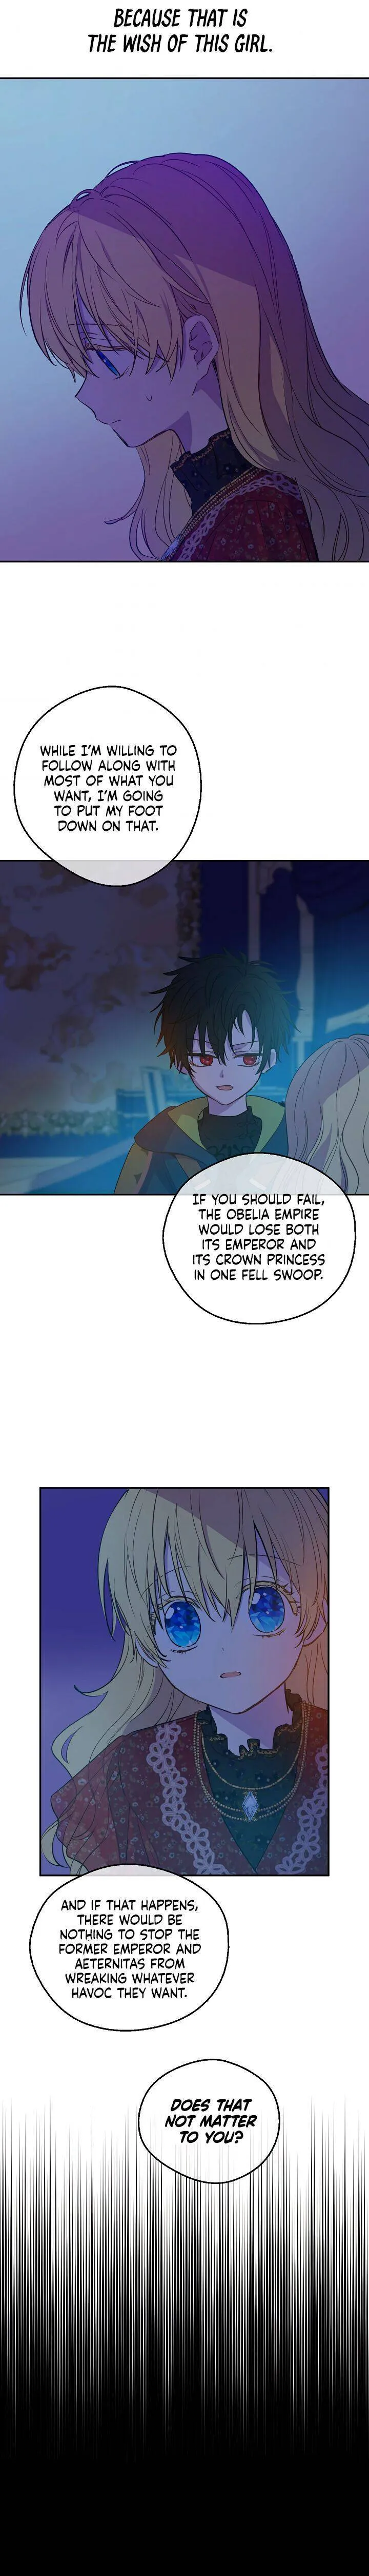 BECAUSE THAT IS
THE WISH OF THIS GIRL.
WHILE I'M WILLING TO
FOLLOW ALONG WITH
MOST OF WHAT YOU
WANT, I'M GOING
TO PUT MY FOOT
DOWN ON THAT.
IF YOU SHOULD FAIL,
THE OBELIA EMPIRE
WOULD LOSE BOTH
ITS EMPEROR AND
ITS CROWN PRINCESS
IN ONE FELL SWOOP.
AND IF THAT HAPPENS,
THERE WOULD BE
NOTHING TO STOP THE
FORMER EMPEROR AND
AETERNITAS FROM
WREAKING WHATEVER
HAVOC THEY WANT.
DOES THAT
NOT MATTER
TO YOU?